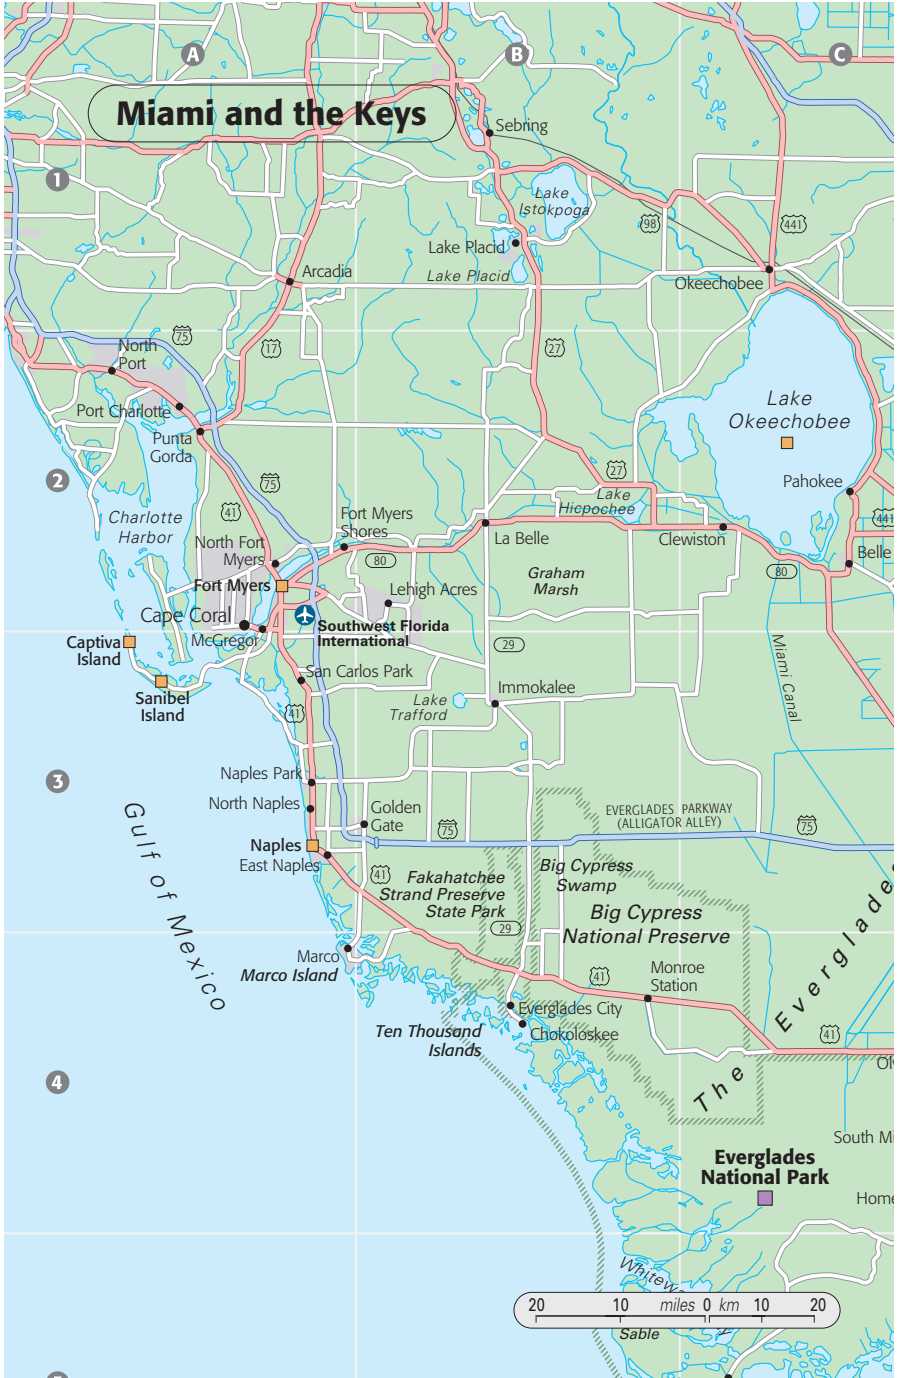 A
B
C
Miami and the Keys
Sebring
1
Lake
Istokpoga
98
441
Lake Placid
Arcadia
Lake Placid
Okeechobee
75
North
Port
17
27
Port Charlotte
Lake
Okeechobee
Punta
Gorda
2
75
27
Pahokee
41
Lake
Hicpochee
Charlotte
Harbor
Fort Myers
Shores
441
North Fort
Myers
La Belle
Clewiston
80
Belle
Fort Myers
Graham
Marsh
80
Lehigh Acres
Cape Coral
McGregor
Southwest Florida
International
Captiva
Island
29
Miami Canal
San Carlos Park
Sanibel
Island
Lake
Trafford
Immokalee
41
3
Naples Park
North Naples
Golden
Gate
75
EVERGLADES PARKWAY
(ALLIGATOR ALLEY)
75
Gulf of Mexico
Naples
East Naples
41
Fakahatchee
Strand Preserve
State Park
Big Cypress
Swamp
Big Cypress
National Preserve
29
The Everglades
Marco
Marco Island
41
Monroe
Station
Everglades City
Ten Thousand
Islands
Chokoloskee
41
4
South Mi
Everglades
National Park
Home
20 10 miles 0 km 10 20
Sable